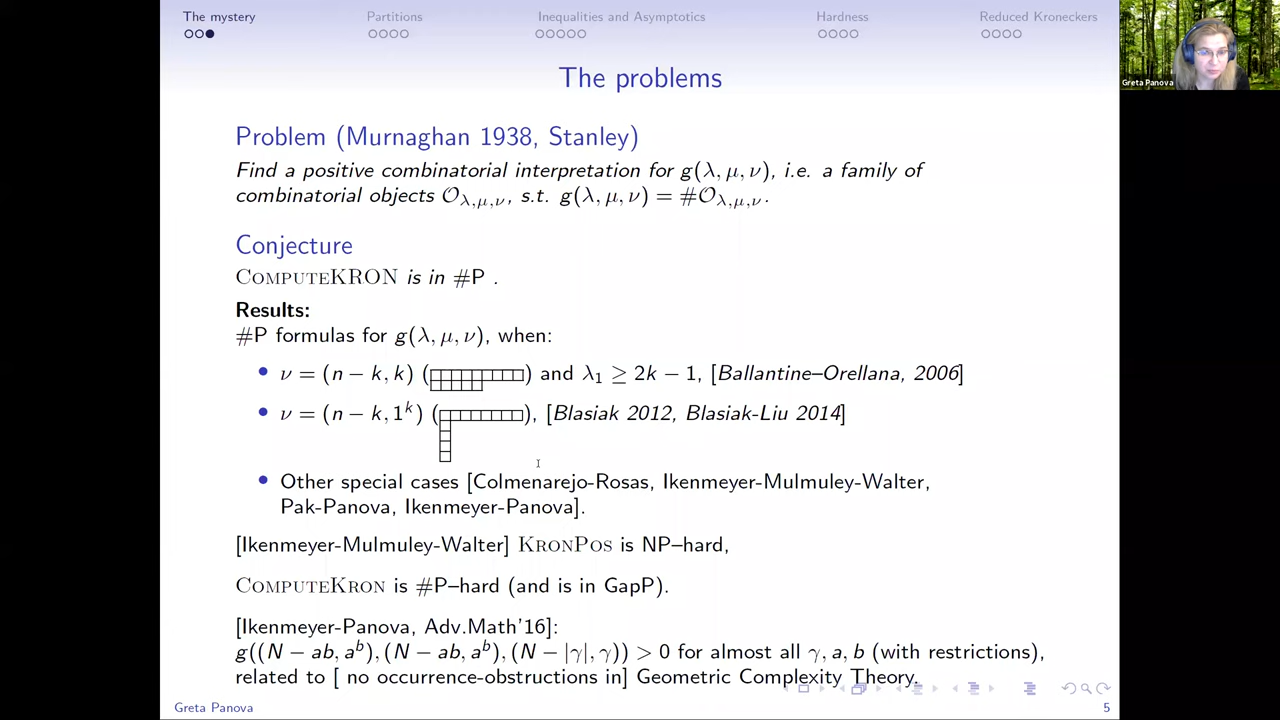 The mystery
Partitions
Inequalities and Asymptotics
Hardness
Reduced Kroneckers
Greta Panova
The problems
Problem (Murnaghan 1938, Stanley)
Find a positive combinatorial interpretation for g(λ, μ, ν), i.e. a family of
combinatorial objects 𝒪_{λ,μ,ν}, s.t. g(λ, μ, ν) = #𝒪_{λ,μ,ν}.
Conjecture
COMPUTEKRON is in #P .
Results:
#P formulas for g(λ, μ, ν), when:
• ν = (n − k, k) ( ) and λ₁ ≥ 2k − 1, [Ballantine–Orellana, 2006]
• ν = (n − k, 1ᵏ) ( ), [Blasiak 2012, Blasiak-Liu 2014]
• Other special cases [Colmenarejo-Rosas, Ikenmeyer-Mulmuley-Walter,
Pak-Panova, Ikenmeyer-Panova].
[Ikenmeyer-Mulmuley-Walter] KRONPOS is NP–hard,
COMPUTEKRON is #P–hard (and is in GapP).
[Ikenmeyer-Panova, Adv.Math'16]:
g((N − ab, aᵇ), (N − ab, aᵇ), (N − |γ|, γ)) > 0 for almost all γ, a, b (with restrictions),
related to [ no occurrence-obstructions in] Geometric Complexity Theory.
Greta Panova
5